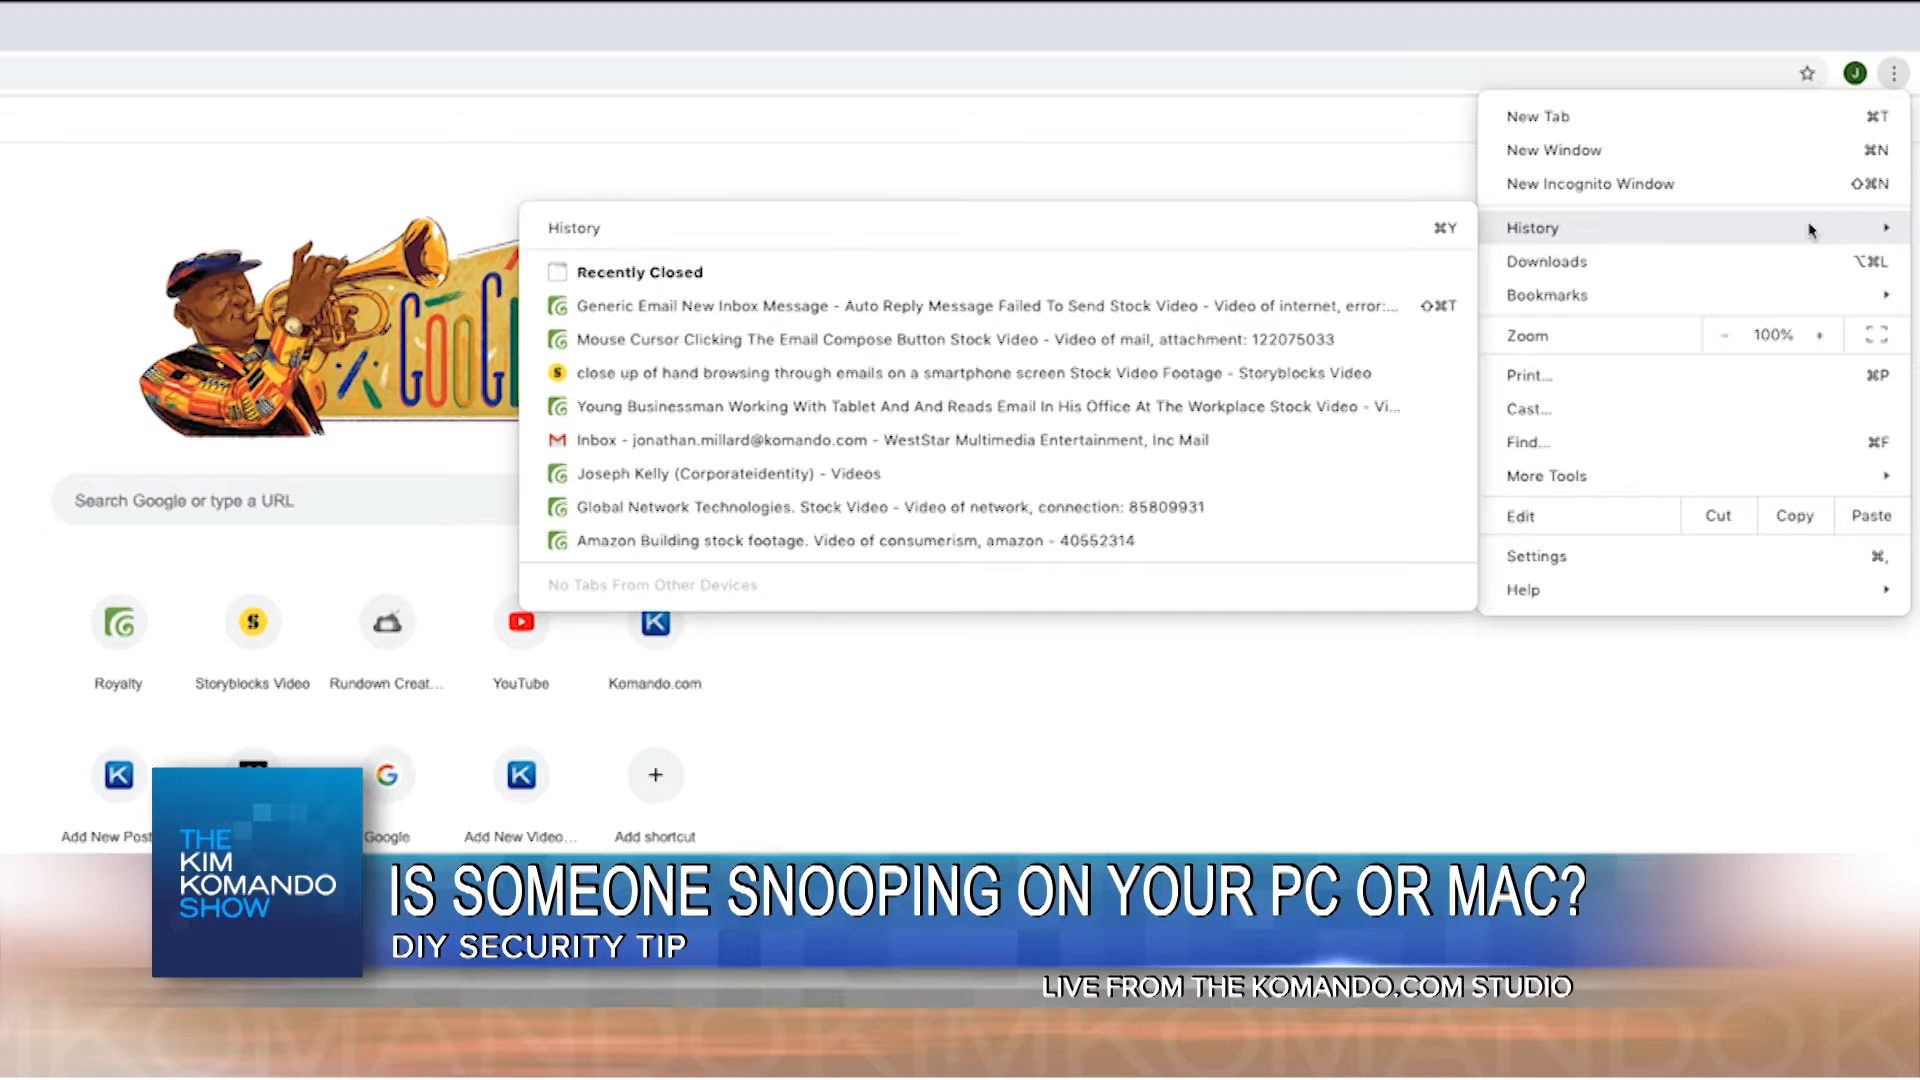 J
New Tab ⌘T
New Window ⌘N
New Incognito Window ⇧⌘N
History
Downloads ⌥⌘L
Bookmarks
Zoom - 100% +
Print... ⌘P
Cast...
Find... ⌘F
More Tools
Edit Cut Copy Paste
Settings ⌘,
Help
History ⌘Y
Recently Closed
Generic Email New Inbox Message - Auto Reply Message Failed To Send Stock Video - Video of internet, error:... ⇧⌘T
Mouse Cursor Clicking The Email Compose Button Stock Video - Video of mail, attachment: 122075033
close up of hand browsing through emails on a smartphone screen Stock Video Footage - Storyblocks Video
Young Businessman Working With Tablet And And Reads Email In His Office At The Workplace Stock Video - Vi...
Inbox - jonathan.millard@komando.com - WestStar Multimedia Entertainment, Inc Mail
Joseph Kelly (Corporateidentity) - Videos
Global Network Technologies. Stock Video - Video of network, connection: 85809931
Amazon Building stock footage. Video of consumerism, amazon - 40552314
No Tabs From Other Devices
Search Google or type a URL
Royalty
Storyblocks Video
Rundown Creat...
YouTube
Komando.com
Add New Post
Google
Add New Video...
Add shortcut
THE
KIM
KOMANDO
SHOW
IS SOMEONE SNOOPING ON YOUR PC OR MAC?
DIY SECURITY TIP
LIVE FROM THE KOMANDO.COM STUDIO
KOMANDOKIMKOMANDOK